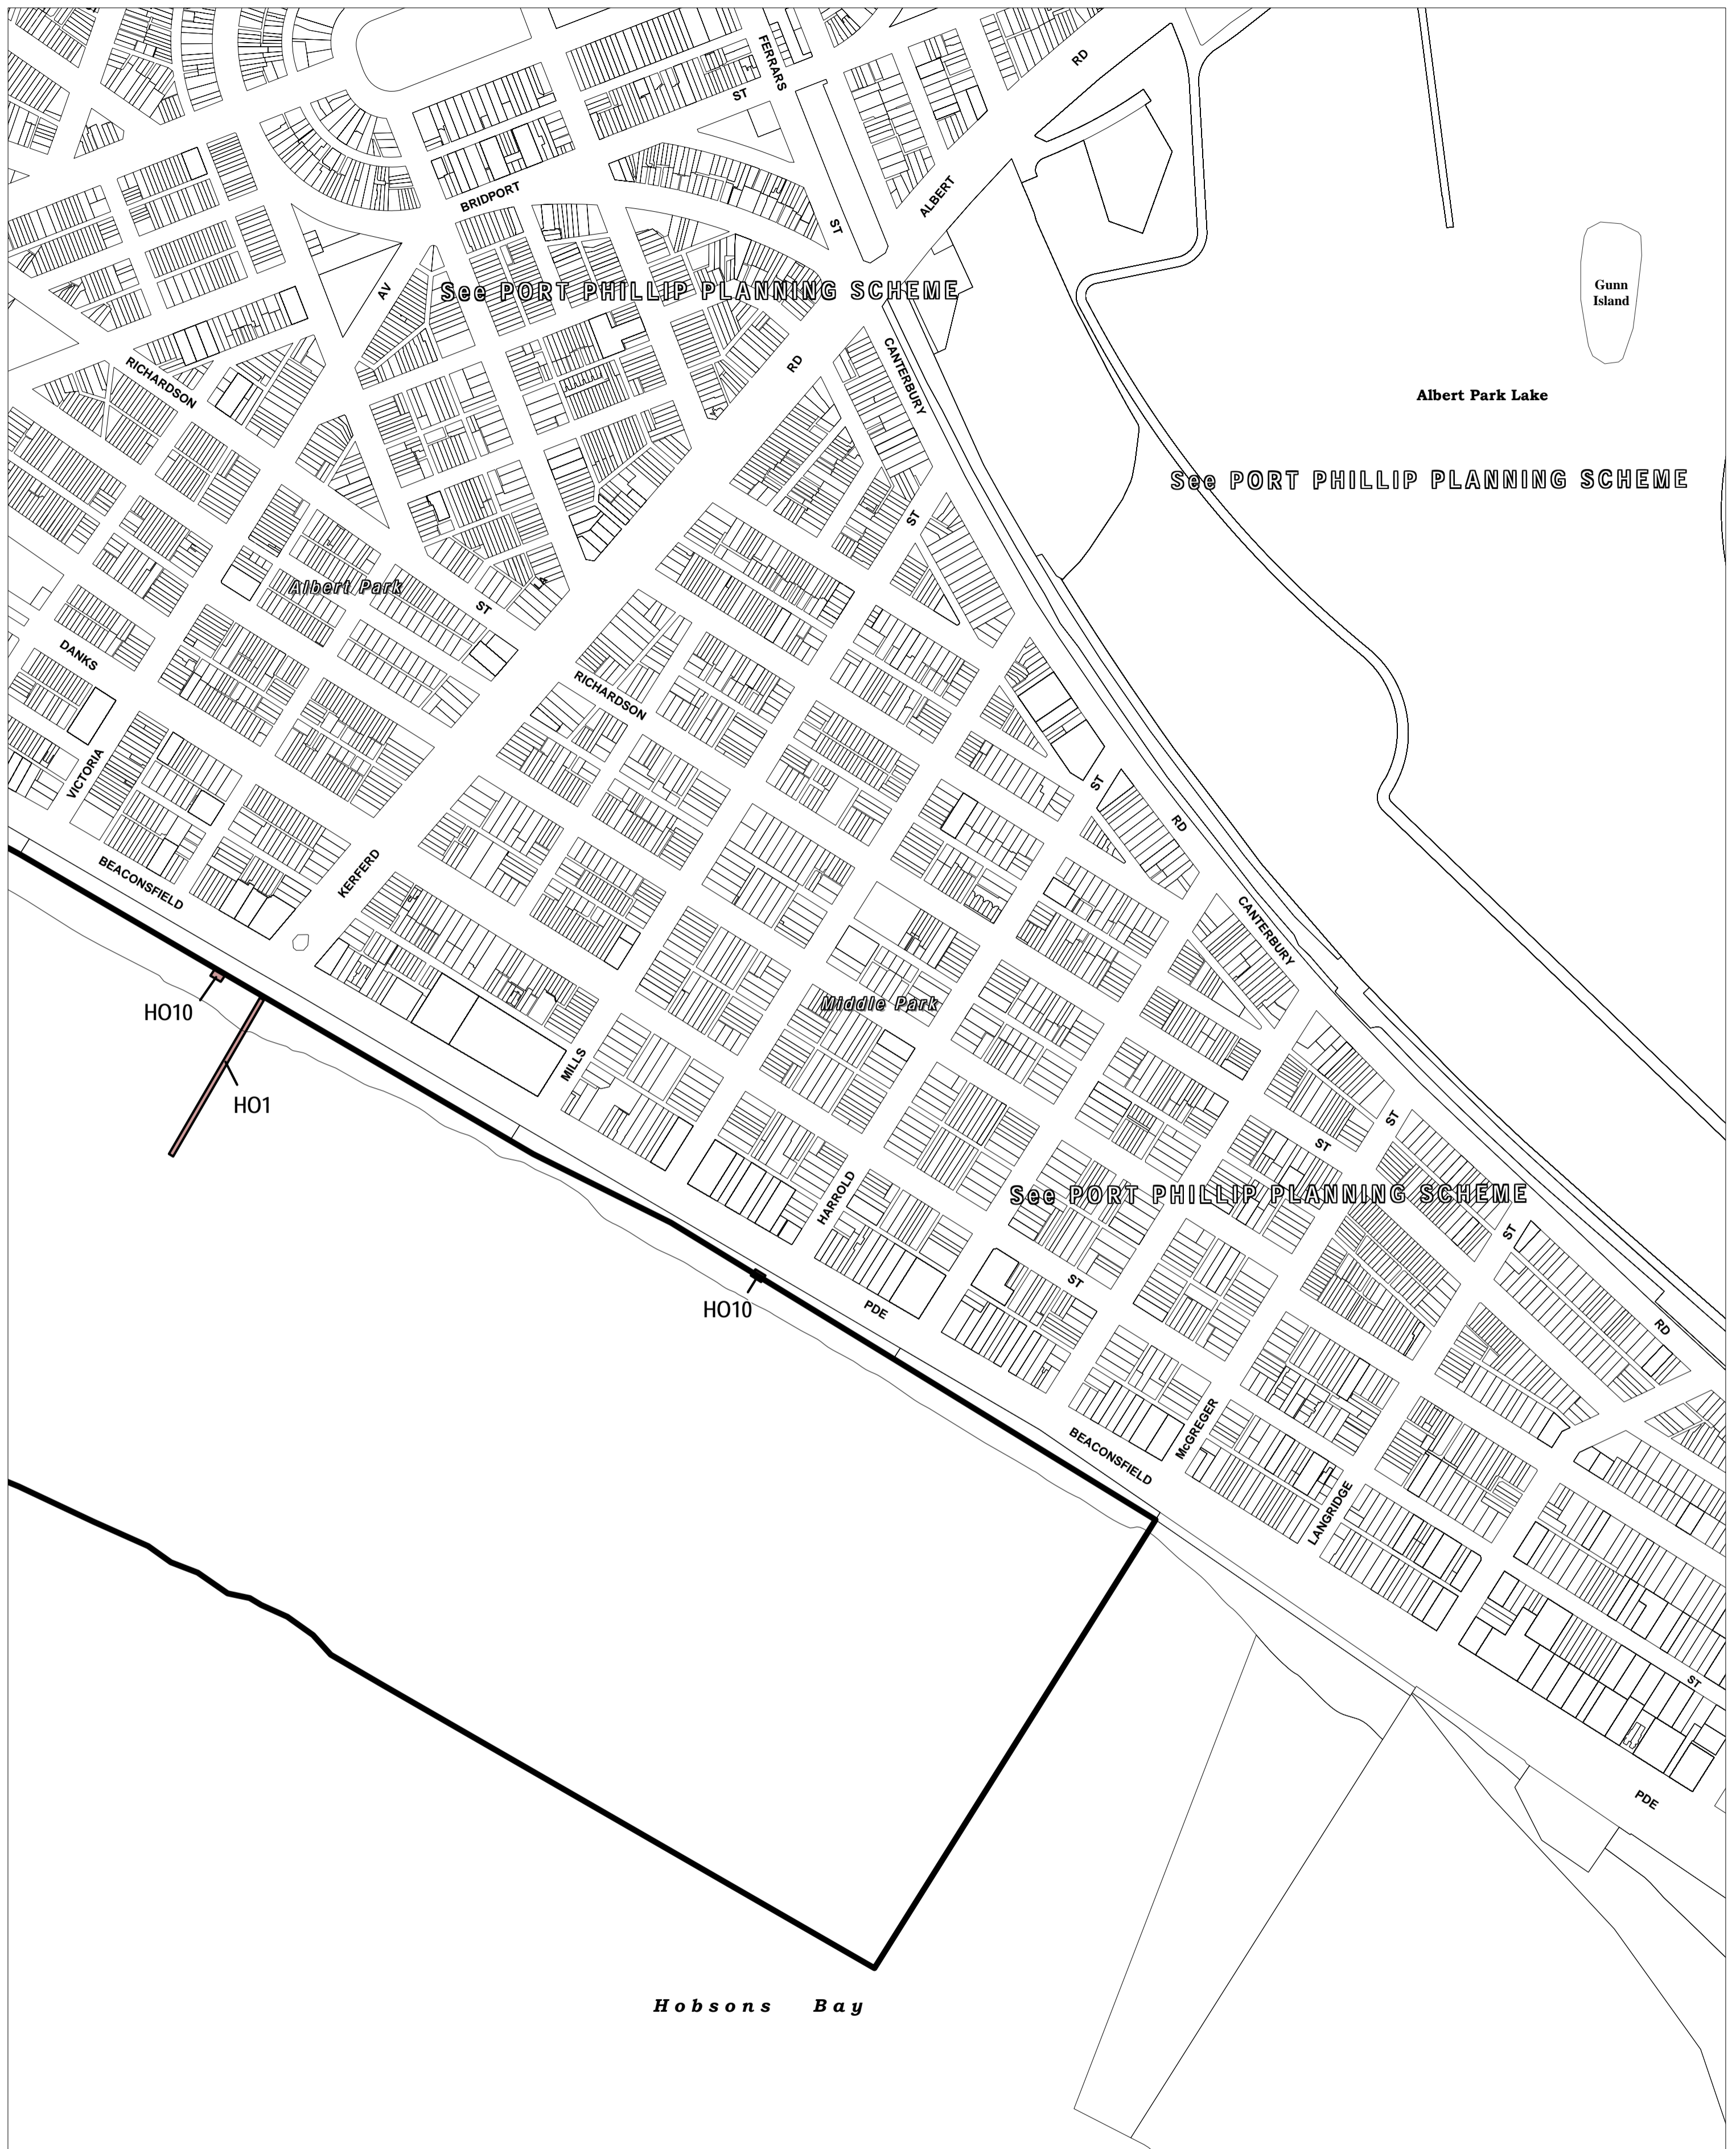 FERRARS
RD
ST
ALBERT
BRIDPORT
ST
AV
See PORT PHILLIP PLANNING SCHEME
Gunn
Island
RICHARDSON
RD
CANTERBURY
Albert Park Lake
See PORT PHILLIP PLANNING SCHEME
ST
Albert Park
LA
ST
DANKS
RICHARDSON
VICTORIA
ST
RD
BEACONSFIELD
KERFERD
CANTERBURY
HO10
Middle Park
HO1
MILLS
ST
ST
HARROLD
See PORT PHILLIP PLANNING SCHEME
ST
ST
HO10
PDE
RD
McGREGER
BEACONSFIELD
LANGRIDGE
ST
PDE
Hobsons Bay